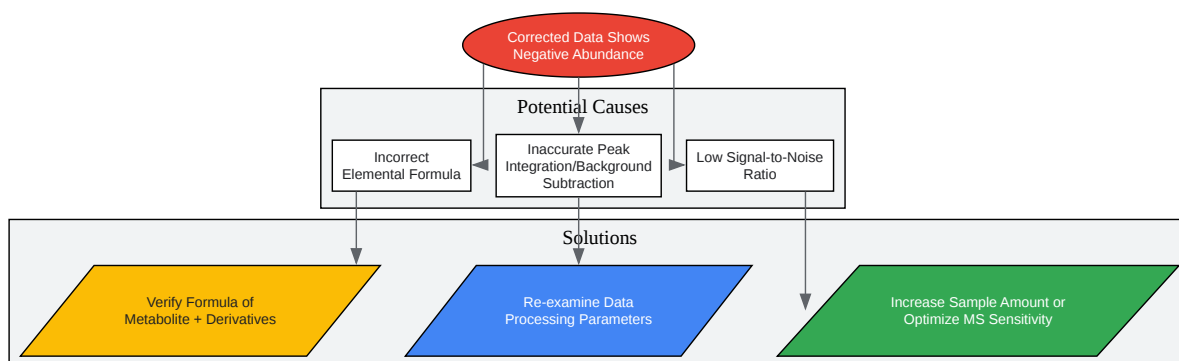 Corrected Data Shows
Negative Abundance
Potential Causes
Incorrect
Elemental Formula
Inaccurate Peak
Integration/Background
Subtraction
Low Signal-to-Noise
Ratio
Solutions
Verify Formula of
Metabolite + Derivatives
Re-examine Data
Processing Parameters
Increase Sample Amount or
Optimize MS Sensitivity